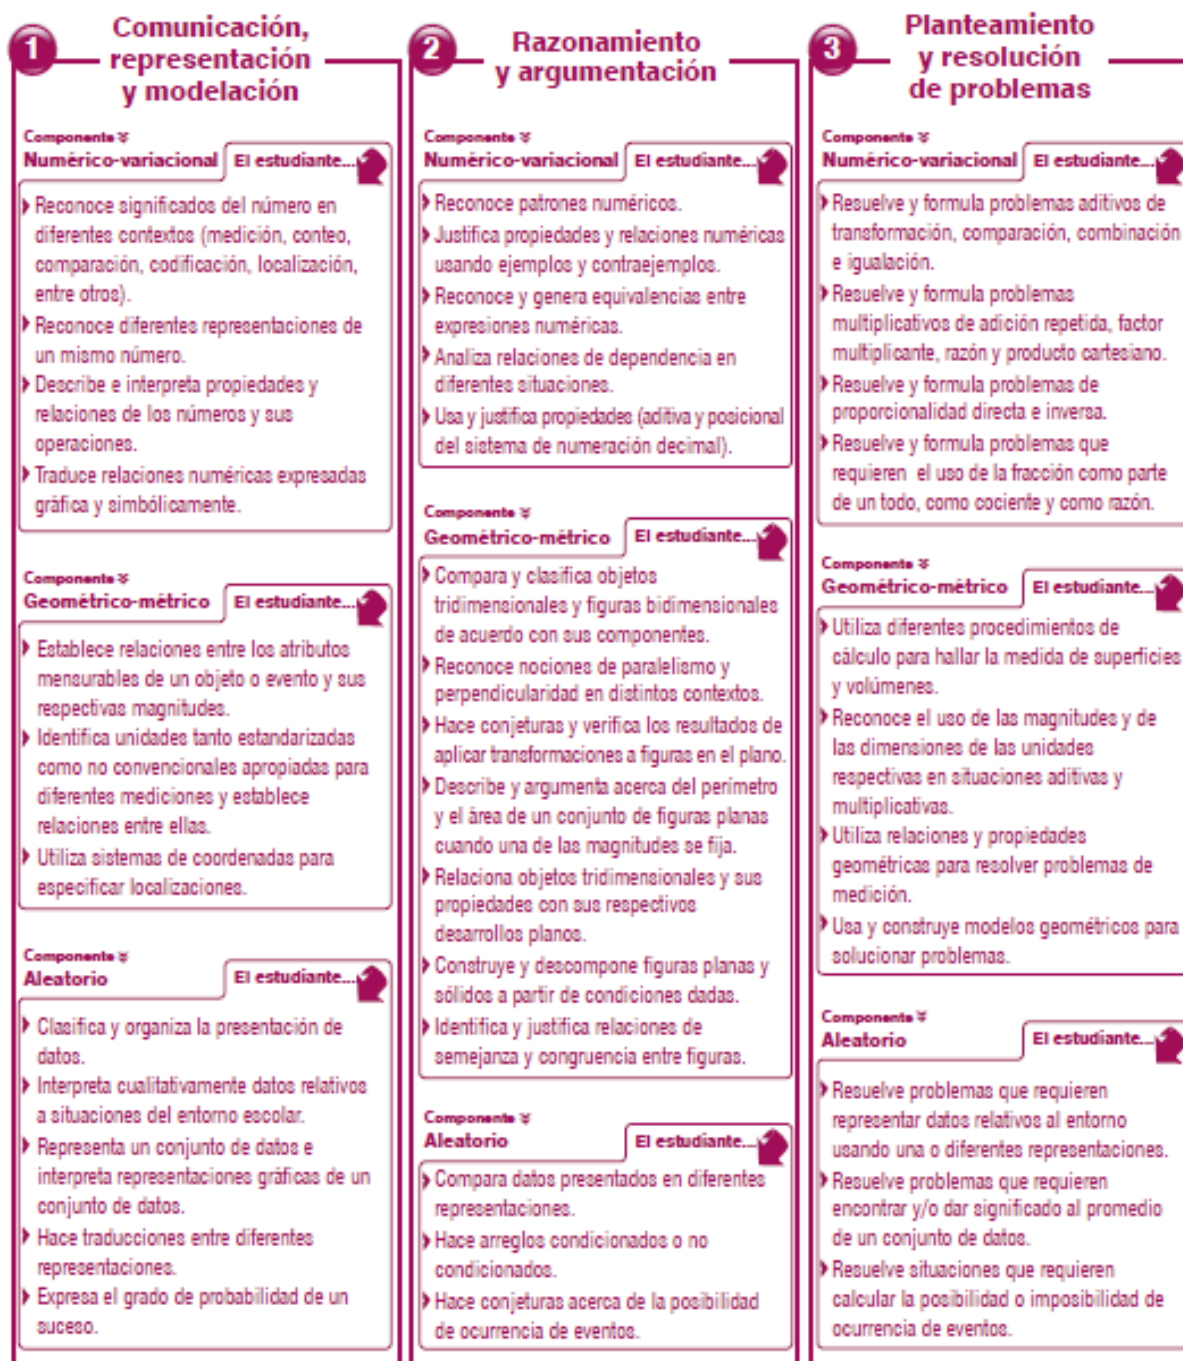 1
Comunicación,
representación
y modelación
Componente
Numérico-variacional El estudiante...
Reconoce significados del número en
diferentes contextos (medición, conteo,
comparación, codificación, localización,
entre otros).
Reconoce diferentes representaciones de
un mismo número.
Describe e interpreta propiedades y
relaciones de los números y sus
operaciones.
Traduce relaciones numéricas expresadas
gráfica y simbólicamente.
Componente
Geométrico-métrico El estudiante...
Establece relaciones entre los atributos
mensurables de un objeto o evento y sus
respectivas magnitudes.
Identifica unidades tanto estandarizadas
como no convencionales apropiadas para
diferentes mediciones y establece
relaciones entre ellas.
Utiliza sistemas de coordenadas para
especificar localizaciones.
Componente
Aleatorio El estudiante...
Clasifica y organiza la presentación de
datos.
Interpreta cualitativamente datos relativos
a situaciones del entorno escolar.
Representa un conjunto de datos e
interpreta representaciones gráficas de un
conjunto de datos.
Hace traducciones entre diferentes
representaciones.
Expresa el grado de probabilidad de un
suceso.
2
Razonamiento
y argumentación
Componente
Numérico-variacional El estudiante...
Reconoce patrones numéricos.
Justifica propiedades y relaciones numéricas
usando ejemplos y contraejemplos.
Reconoce y genera equivalencias entre
expresiones numéricas.
Analiza relaciones de dependencia en
diferentes situaciones.
Usa y justifica propiedades (aditiva y posicional
del sistema de numeración decimal).
Componente
Geométrico-métrico El estudiante...
Compara y clasifica objetos
tridimensionales y figuras bidimensionales
de acuerdo con sus componentes.
Reconoce nociones de paralelismo y
perpendicularidad en distintos contextos.
Hace conjeturas y verifica los resultados de
aplicar transformaciones a figuras en el plano.
Describe y argumenta acerca del perímetro
y el área de un conjunto de figuras planas
cuando una de las magnitudes se fija.
Relaciona objetos tridimensionales y sus
propiedades con sus respectivos
desarrollos planos.
Construye y descompone figuras planas y
sólidos a partir de condiciones dadas.
Identifica y justifica relaciones de
semejanza y congruencia entre figuras.
Componente
Aleatorio El estudiante...
Compara datos presentados en diferentes
representaciones.
Hace arreglos condicionados o no
condicionados.
Hace conjeturas acerca de la posibilidad
de ocurrencia de eventos.
3
Planteamiento
y resolución
de problemas
Componente
Numérico-variacional El estudiante...
Resuelve y formula problemas aditivos de
transformación, comparación, combinación
e igualación.
Resuelve y formula problemas
multiplicativos de adición repetida, factor
multiplicante, razón y producto cartesiano.
Resuelve y formula problemas de
proporcionalidad directa e inversa.
Resuelve y formula problemas que
requieren el uso de la fracción como parte
de un todo, como cociente y como razón.
Componente
Geométrico-métrico El estudiante...
Utiliza diferentes procedimientos de
cálculo para hallar la medida de superficies
y volúmenes.
Reconoce el uso de las magnitudes y de
las dimensiones de las unidades
respectivas en situaciones aditivas y
multiplicativas.
Utiliza relaciones y propiedades
geométricas para resolver problemas de
medición.
Usa y construye modelos geométricos para
solucionar problemas.
Componente
Aleatorio El estudiante...
Resuelve problemas que requieren
representar datos relativos al entorno
usando una o diferentes representaciones.
Resuelve problemas que requieren
encontrar y/o dar significado al promedio
de un conjunto de datos.
Resuelve situaciones que requieren
calcular la posibilidad o imposibilidad de
ocurrencia de eventos.